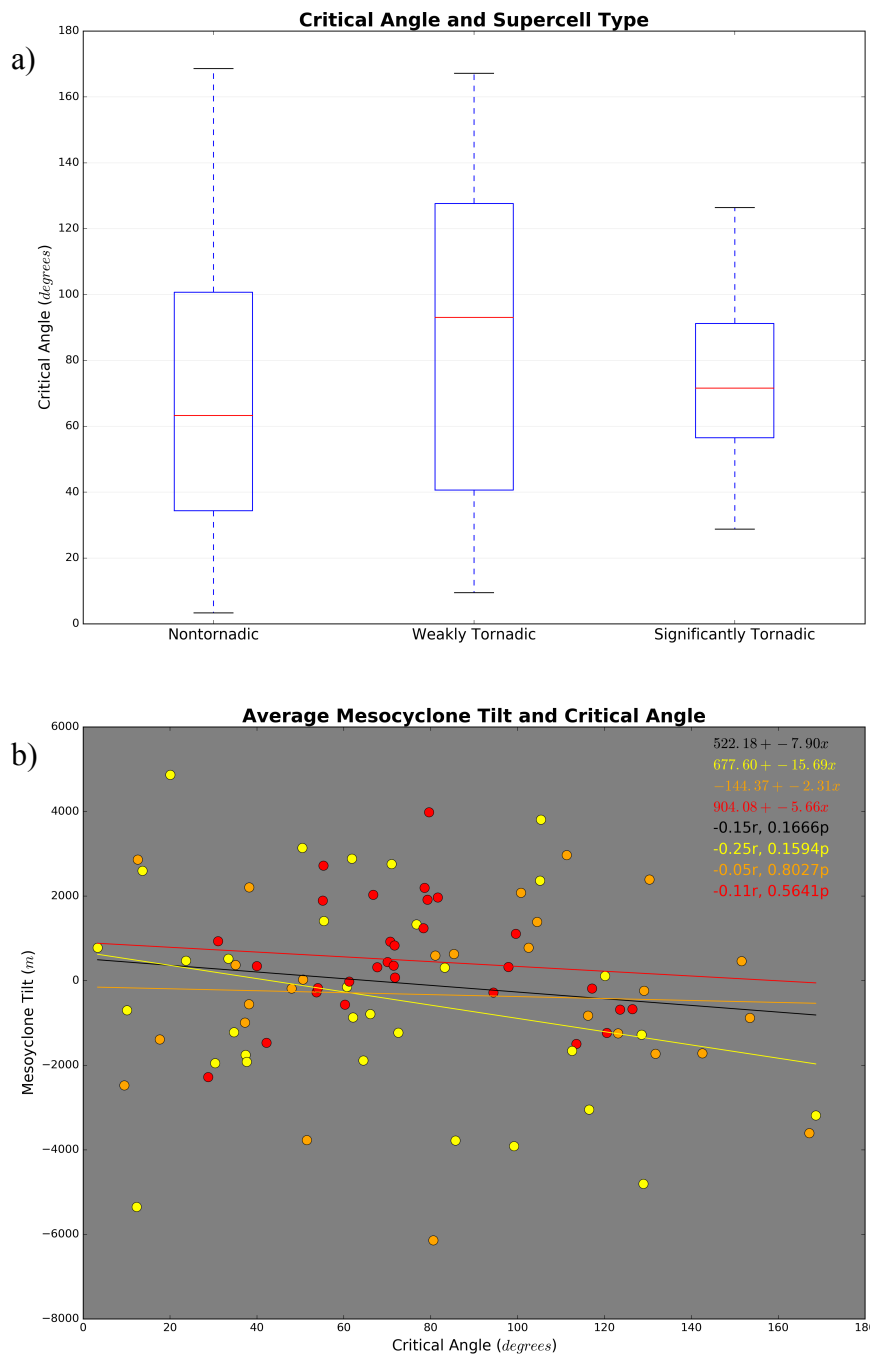 Critical Angle and Supercell Type
a)
180
160
140
120
100
80
60
40
20
0
Critical Angle (degrees)
Nontornadic Weakly Tornadic Significantly Tornadic
Average Mesocyclone Tilt and Critical Angle
b)
6000
4000
2000
0
−2000
−4000
−6000
−8000
Mesoyclone Tilt (m)
522.18 + −7.90x
677.60 + −15.69x
−144.37 + −2.31x
904.08 + −5.66x
-0.15r, 0.1666p
-0.25r, 0.1594p
-0.05r, 0.8027p
-0.11r, 0.5641p
0 20 40 60 80 100 120 140 160 180
Critical Angle (degrees)